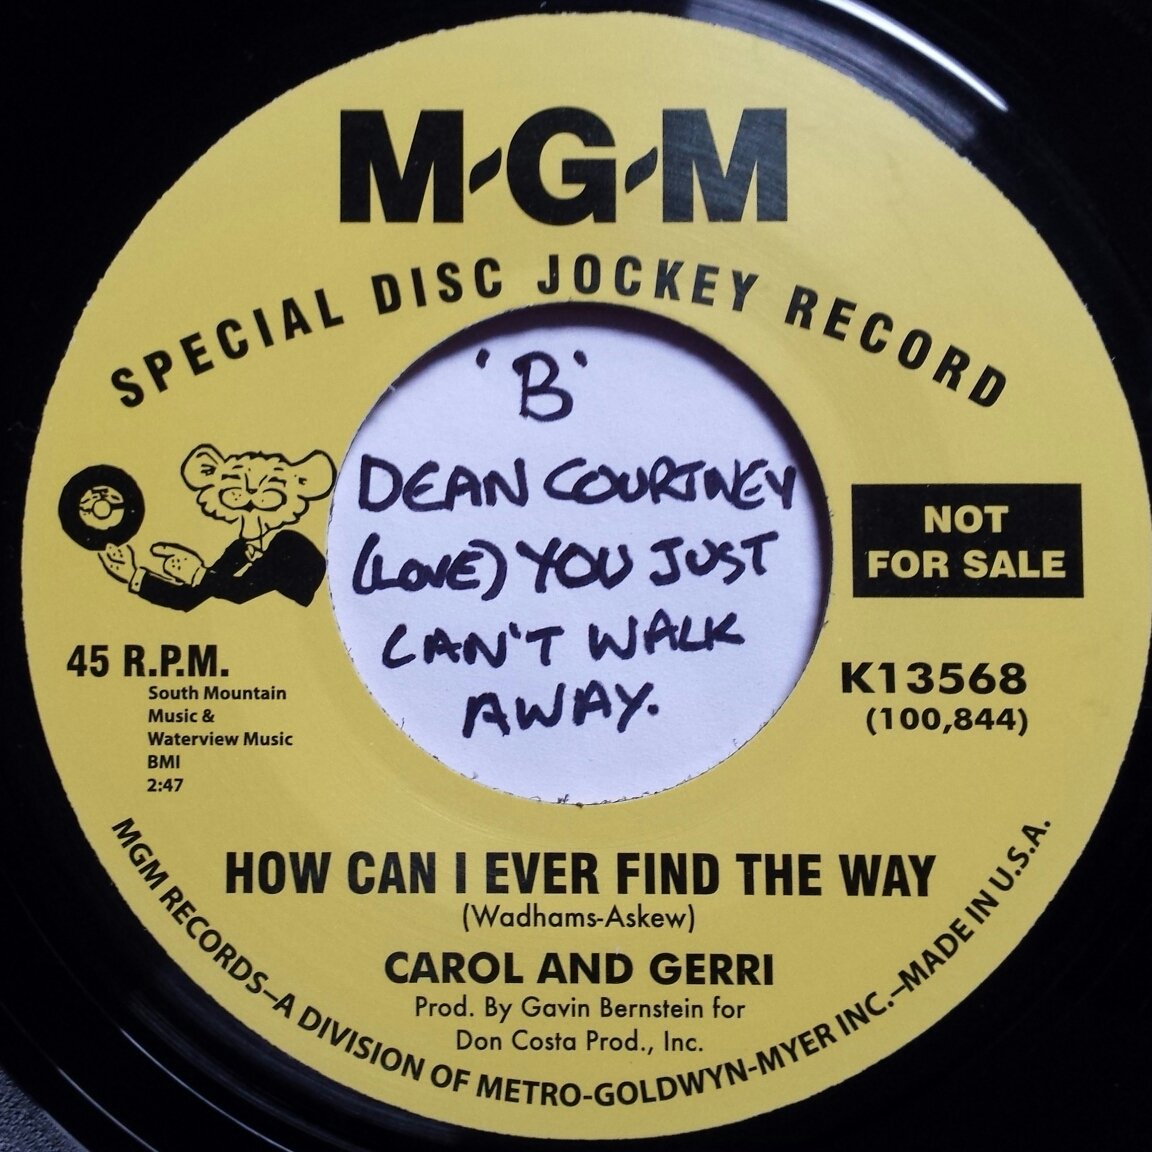 M-G-M
SPECIAL DISC JOCKEY RECORD
'B'
DEAN COURTNEY
(LOVE) YOU JUST
CAN'T WALK
AWAY.
NOT
FOR SALE
45 R.P.M.
South Mountain
Music &
Waterview Music
BMI
2:47
K13568
(100,844)
HOW CAN I EVER FIND THE WAY
(Wadhams-Askew)
CAROL AND GERRI
Prod. By Gavin Bernstein for
Don Costa Prod., Inc.
MGM RECORDS–A DIVISION OF METRO-GOLDWYN-MYER INC.–MADE IN U.S.A.